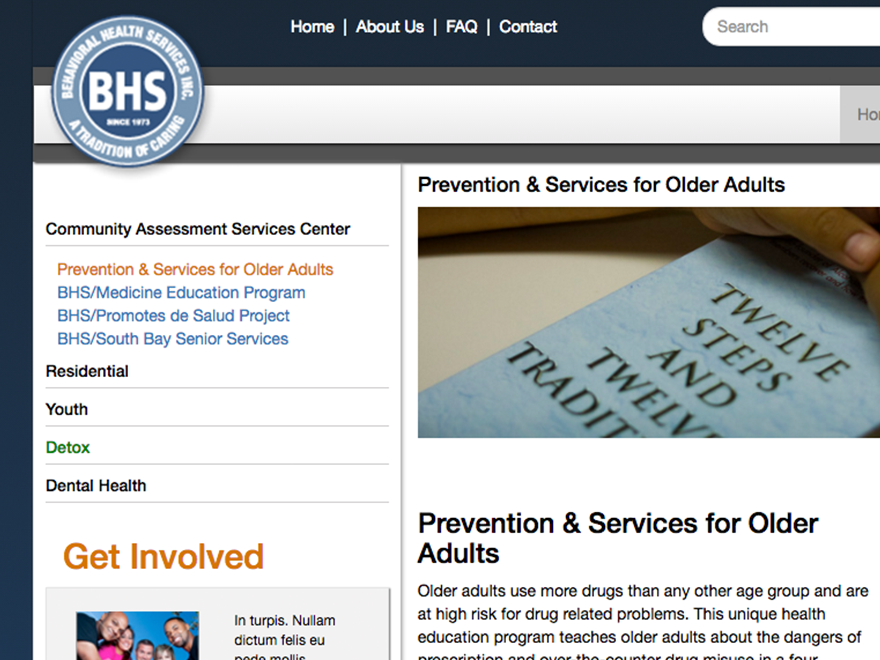 Home | About Us | FAQ | Contact
Search
BEHAVIORAL HEALTH SERVICES INC.
BHS
SINCE 1973
A TRADITION OF CARING
Community Assessment Services Center
Prevention & Services for Older Adults
BHS/Medicine Education Program
BHS/Promotes de Salud Project
BHS/South Bay Senior Services
Residential
Youth
Detox
Dental Health
Get Involved
In turpis. Nullam
dictum felis eu
pede mollis
Prevention & Services for Older Adults
TWELVE
STEPS
AND
Prevention & Services for Older
Adults
Older adults use more drugs than any other age group and are
at high risk for drug related problems. This unique health
education program teaches older adults about the dangers of
prescription and over-the-counter drug misuse in a four